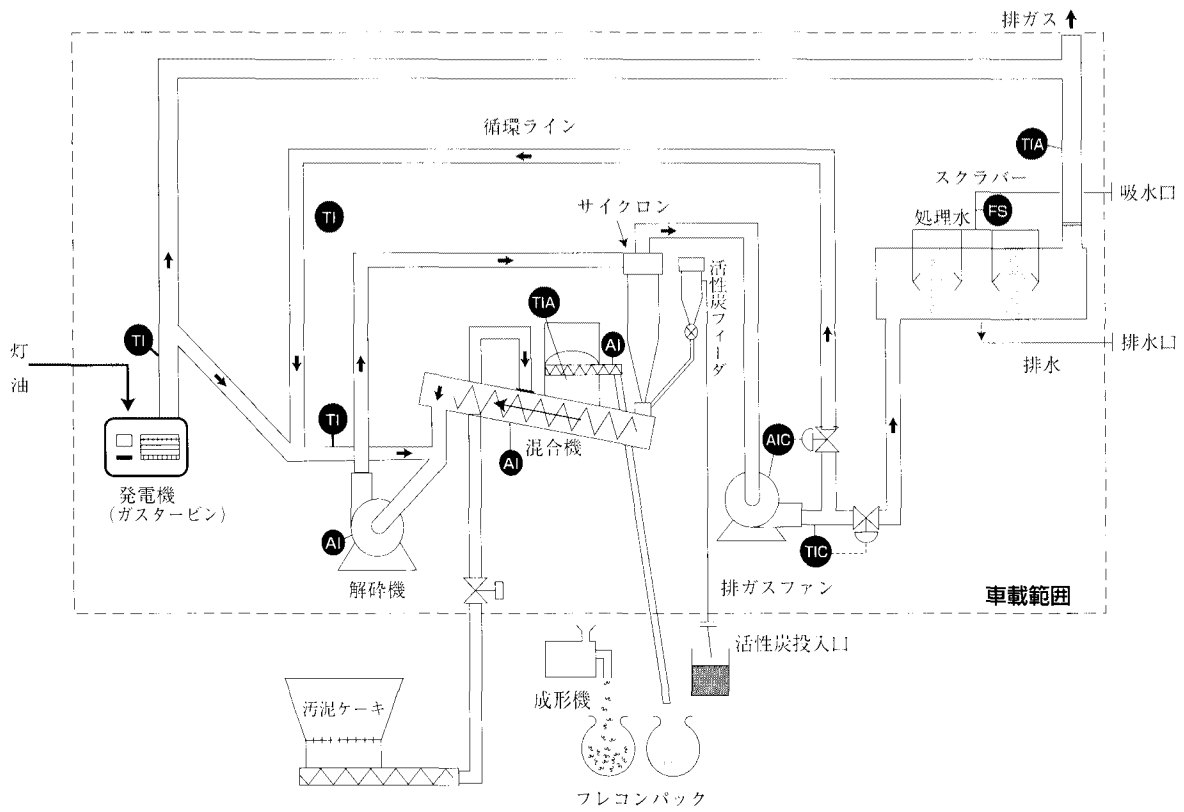 排ガス
循環ライン
TIA
スクラバー
吸水口
サイクロン
TI
処理水
FS
活性炭フィーダ
TIA
AI
TI
灯油
排水口
排水
TI
混合機
AI
AIC
発電機
(ガスタービン)
AI
TIC
解砕機
排ガスファン
車載範囲
活性炭投入口
成形機
汚泥ケーキ
フレコンパック